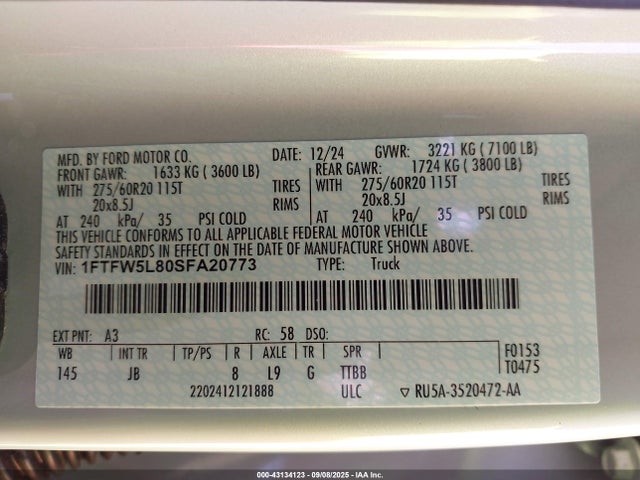 MFD. BY FORD MOTOR CO. DATE: 12/24 GVWR: 3221 KG ( 7100 LB)
FRONT GAWR: 1633 KG ( 3600 LB) REAR GAWR: 1724 KG ( 3800 LB)
WITH 275/60R20 115T TIRES WITH 275/60R20 115T TIRES
20x8.5J RIMS 20x8.5J RIMS
AT 240 kPa/ 35 PSI COLD AT 240 kPa/ 35 PSI COLD
THIS VEHICLE CONFORMS TO ALL APPLICABLE FEDERAL MOTOR VEHICLE
SAFETY STANDARDS IN EFFECT ON THE DATE OF MANUFACTURE SHOWN ABOVE.
VIN: 1FTFW5L80SFA20773 TYPE: Truck
EXT PNT: A3 RC: 58 DSO:
WB INT TR TP/PS R AXLE TR SPR F0153
145 JB 8 L9 G TTBB T0475
2202412121888 ULC ▽ RU5A-3520472-AA
000-43134123 - 09/08/2025 - IAA Inc.